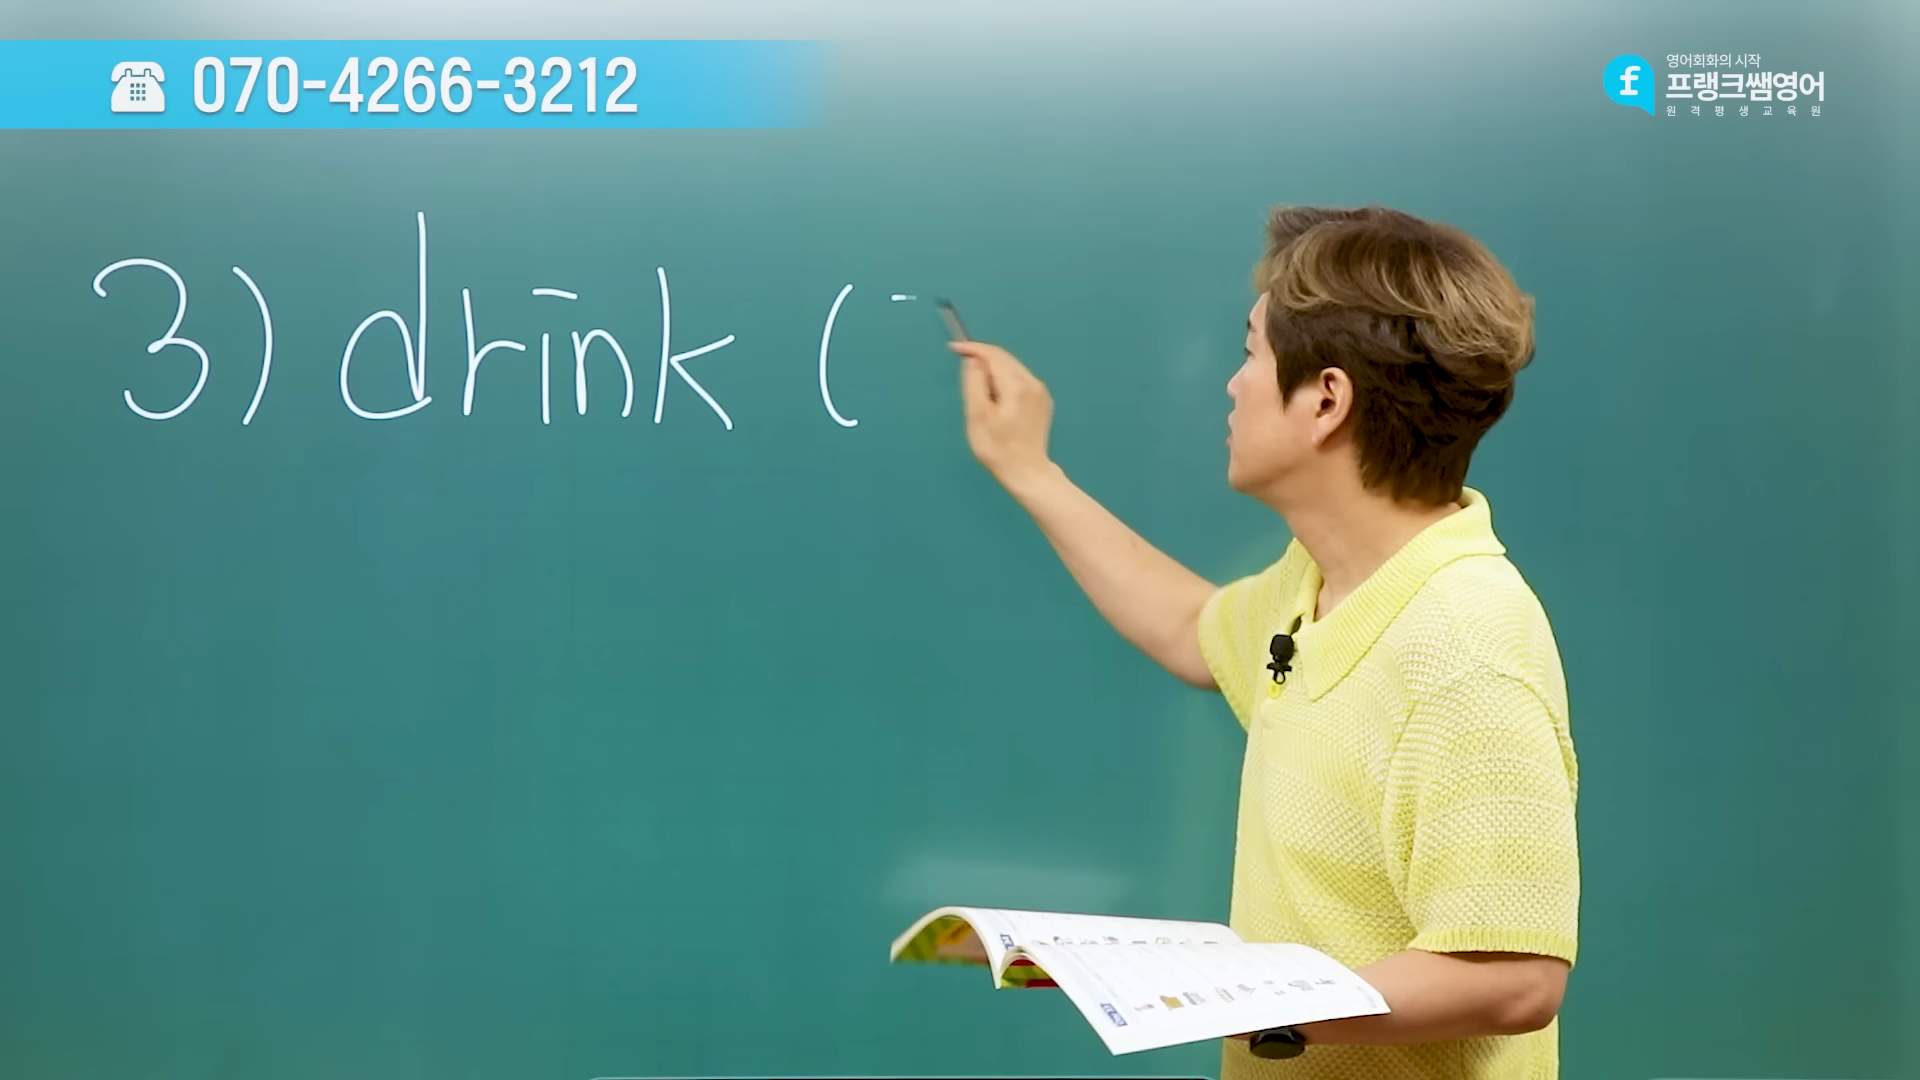 070-4266-3212
영어회화의 시작
프랭크쌤영어
원격평생교육원
3) drink (